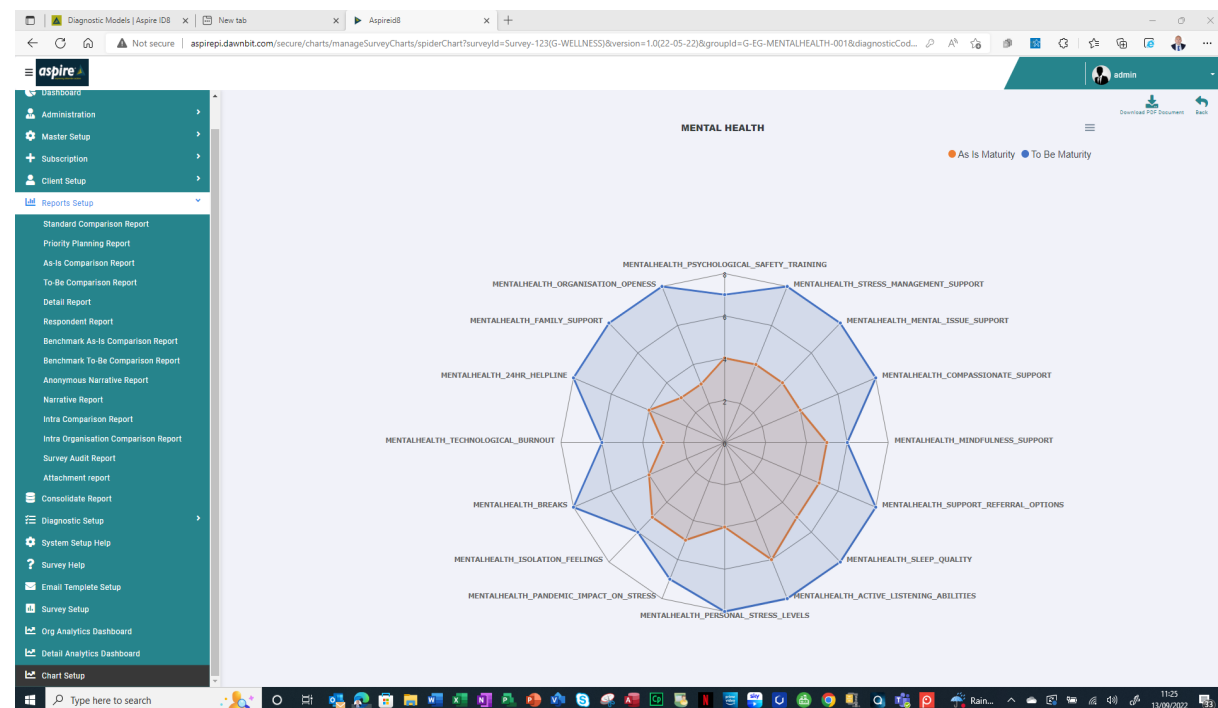 Diagnostic Models | Aspire ID8
New tab
Aspireid8
Not secure
aspirepi.dawnbit.com/secure/charts/manageSurveyCharts/spiderChart?surveyId=Survey-123(G-WELLNESS)&version=1.0(22-05-22)&groupId=G-EG-MENTALHEALTH-001&diagnosticCod...
aspire
admin
Dashboard
Administration
Master Setup
Subscription
Client Setup
Reports Setup
Standard Comparison Report
Priority Planning Report
As-Is Comparison Report
To-Be Comparison Report
Detail Report
Respondent Report
Benchmark As-Is Comparison Report
Benchmark To-Be Comparison Report
Anonymous Narrative Report
Narrative Report
Intra Comparison Report
Intra Organisation Comparison Report
Survey Audit Report
Attachment report
Consolidate Report
Diagnostic Setup
System Setup Help
Survey Help
Email Templete Setup
Survey Setup
Org Analytics Dashboard
Detail Analytics Dashboard
Chart Setup
Download PDF Document
Back
MENTAL HEALTH
As Is Maturity
To Be Maturity
MENTALHEALTH_PSYCHOLOGICAL_SAFETY_TRAINING
MENTALHEALTH_ORGANISATION_OPENESS
MENTALHEALTH_STRESS_MANAGEMENT_SUPPORT
MENTALHEALTH_FAMILY_SUPPORT
MENTALHEALTH_MENTAL_ISSUE_SUPPORT
MENTALHEALTH_24HR_HELPLINE
MENTALHEALTH_COMPASSIONATE_SUPPORT
MENTALHEALTH_TECHNOLOGICAL_BURNOUT
MENTALHEALTH_MINDFULNESS_SUPPORT
MENTALHEALTH_BREAKS
MENTALHEALTH_SUPPORT_REFERRAL_OPTIONS
MENTALHEALTH_ISOLATION_FEELINGS
MENTALHEALTH_SLEEP_QUALITY
MENTALHEALTH_PANDEMIC_IMPACT_ON_STRESS
MENTALHEALTH_ACTIVE_LISTENING_ABILITIES
MENTALHEALTH_PERSONAL_STRESS_LEVELS
8
6
4
2
0
Type here to search
Rain...
11:25
13/09/2022
33